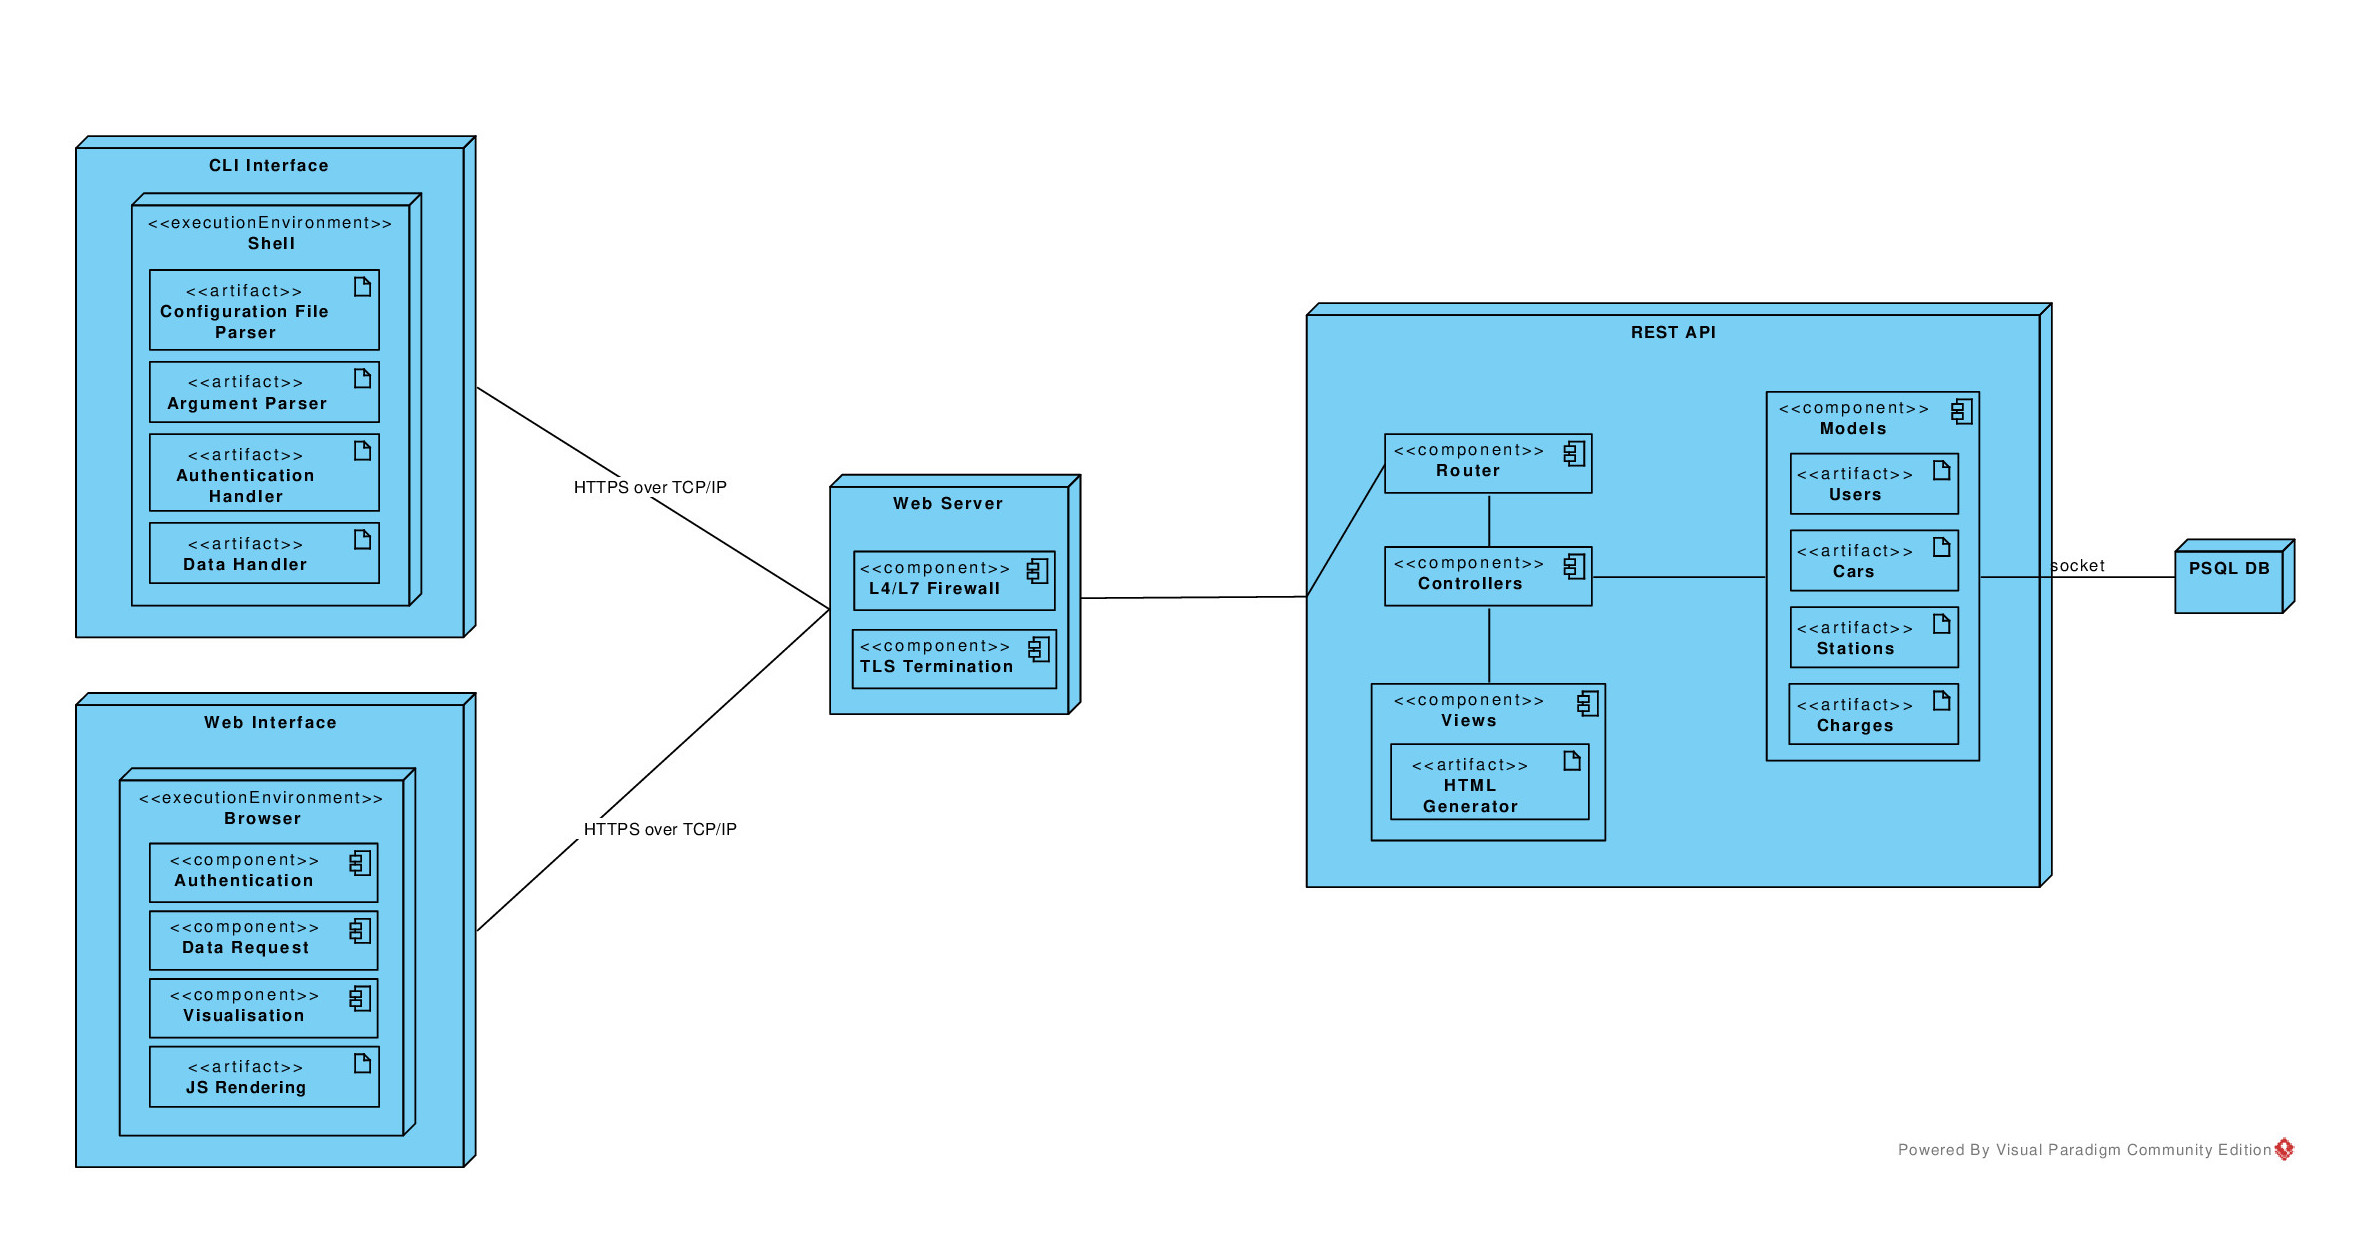 CLI Interface
<<executionEnvironment>>
Shell
<<artifact>>
Configuration File
Parser
<<artifact>>
Argument Parser
<<artifact>>
Authentication
Handler
<<artifact>>
Data Handler
HTTPS over TCP/IP
Web Interface
<<executionEnvironment>>
Browser
<<component>>
Authentication
<<component>>
Data Request
<<component>>
Visualisation
<<artifact>>
JS Rendering
HTTPS over TCP/IP
Web Server
<<component>>
L4/L7 Firewall
<<component>>
TLS Termination
REST API
<<component>>
Router
<<component>>
Controllers
<<component>>
Views
<<artifact>>
HTML
Generator
<<component>>
Models
<<artifact>>
Users
<<artifact>>
Cars
<<artifact>>
Stations
<<artifact>>
Charges
socket
PSQL DB
Powered By Visual Paradigm Community Edition